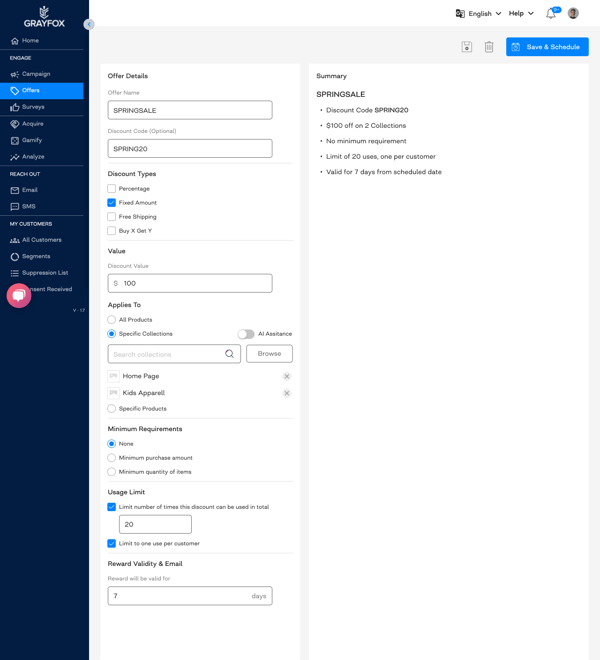 GRAYFOX
English
Help
9+
Home
ENGAGE
Campaign
Offers
Surveys
Acquire
Gamify
Analyze
REACH OUT
Email
SMS
MY CUSTOMERS
All Customers
Segments
Suppression List
onsent Received
V : 1.7
Save & Schedule
Offer Details
Offer Name
SPRINGSALE
Discount Code (Optional)
SPRING20
Discount Types
Percentage
Fixed Amount
Free Shipping
Buy X Get Y
Value
Discount Value
$ 100
Applies To
All Products
Specific Collections
AI Assitance
Search collections
Browse
Home Page
Kids Apparell
Specific Products
Minimum Requirements
None
Minimum purchase amount
Minimum quantity of items
Usage Limit
Limit number of times this discount can be used in total
20
Limit to one use per customer
Reward Validity & Email
Reward will be valid for
7 days
Summary
SPRINGSALE
• Discount Code SPRING20
• $100 off on 2 Collections
• No minimum requirement
• Limit of 20 uses, one per customer
• Valid for 7 days from scheduled date